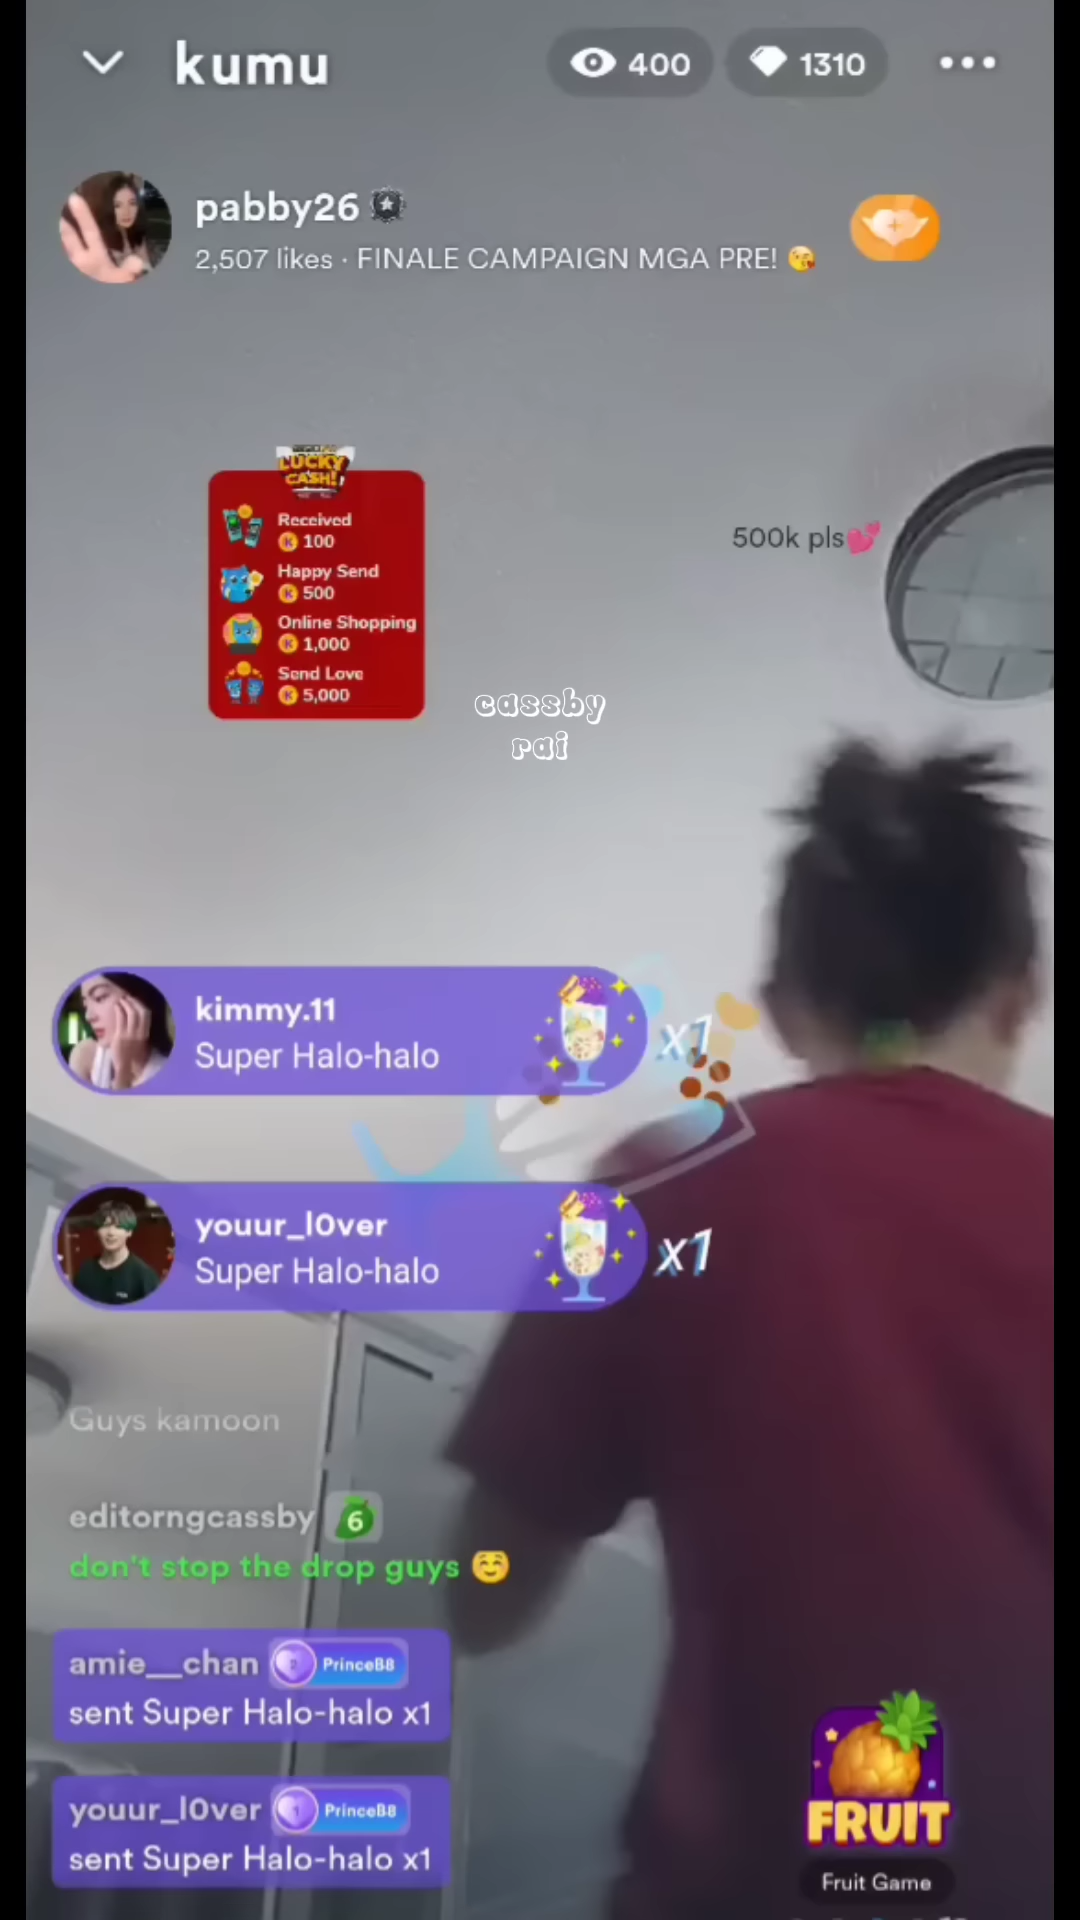 kumu
400
1310
pabby26
2,507 likes · FINALE CAMPAIGN MGA PRE! 😘
LUCKY
CASH!
Received
K 100
Happy Send
K 500
Online Shopping
K 1,000
Send Love
K 5,000
500k pls💕
cassby
rai
kimmy.11
Super Halo-halo
x1
youur_l0ver
Super Halo-halo
x1
Guys kamoon
editorngcassby 6
don't stop the drop guys ☺️
amie__chan PrinceB8
sent Super Halo-halo x1
youur_l0ver 1 PrinceB8
sent Super Halo-halo x1
FRUIT
Fruit Game